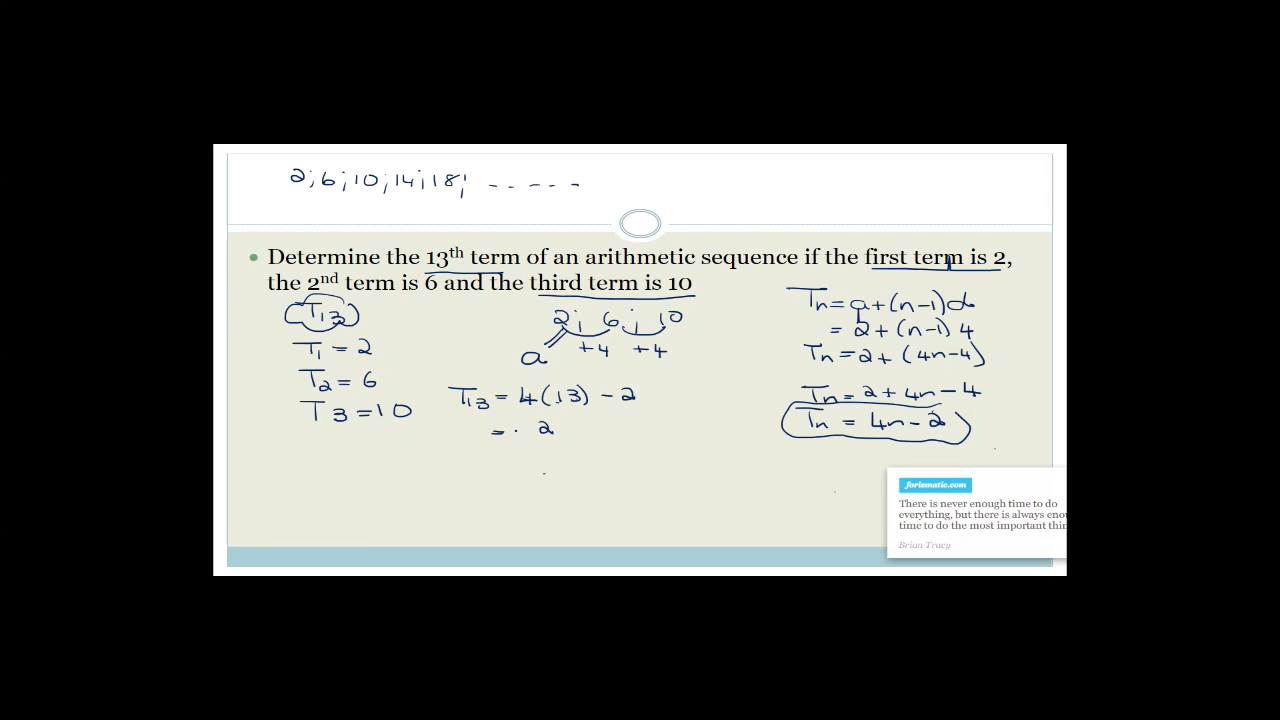 2; 6; 10; 14; 18; ......
• Determine the 13th term of an arithmetic sequence if the first term is 2,
the 2nd term is 6 and the third term is 10
(T13)
T1 = 2
T2 = 6
T3 = 10
2; 6; 10
a +4 +4
T13 = 4(13) - 2
= . 2
Tn = a + (n-1)d
= 2 + (n-1)4
Tn = 2 + (4n-4)
Tn = 2 + 4n - 4
Tn = 4n - 2
forismatic.com
There is never enough time to do
everything, but there is always enou
time to do the most important thin
Brian Tracy